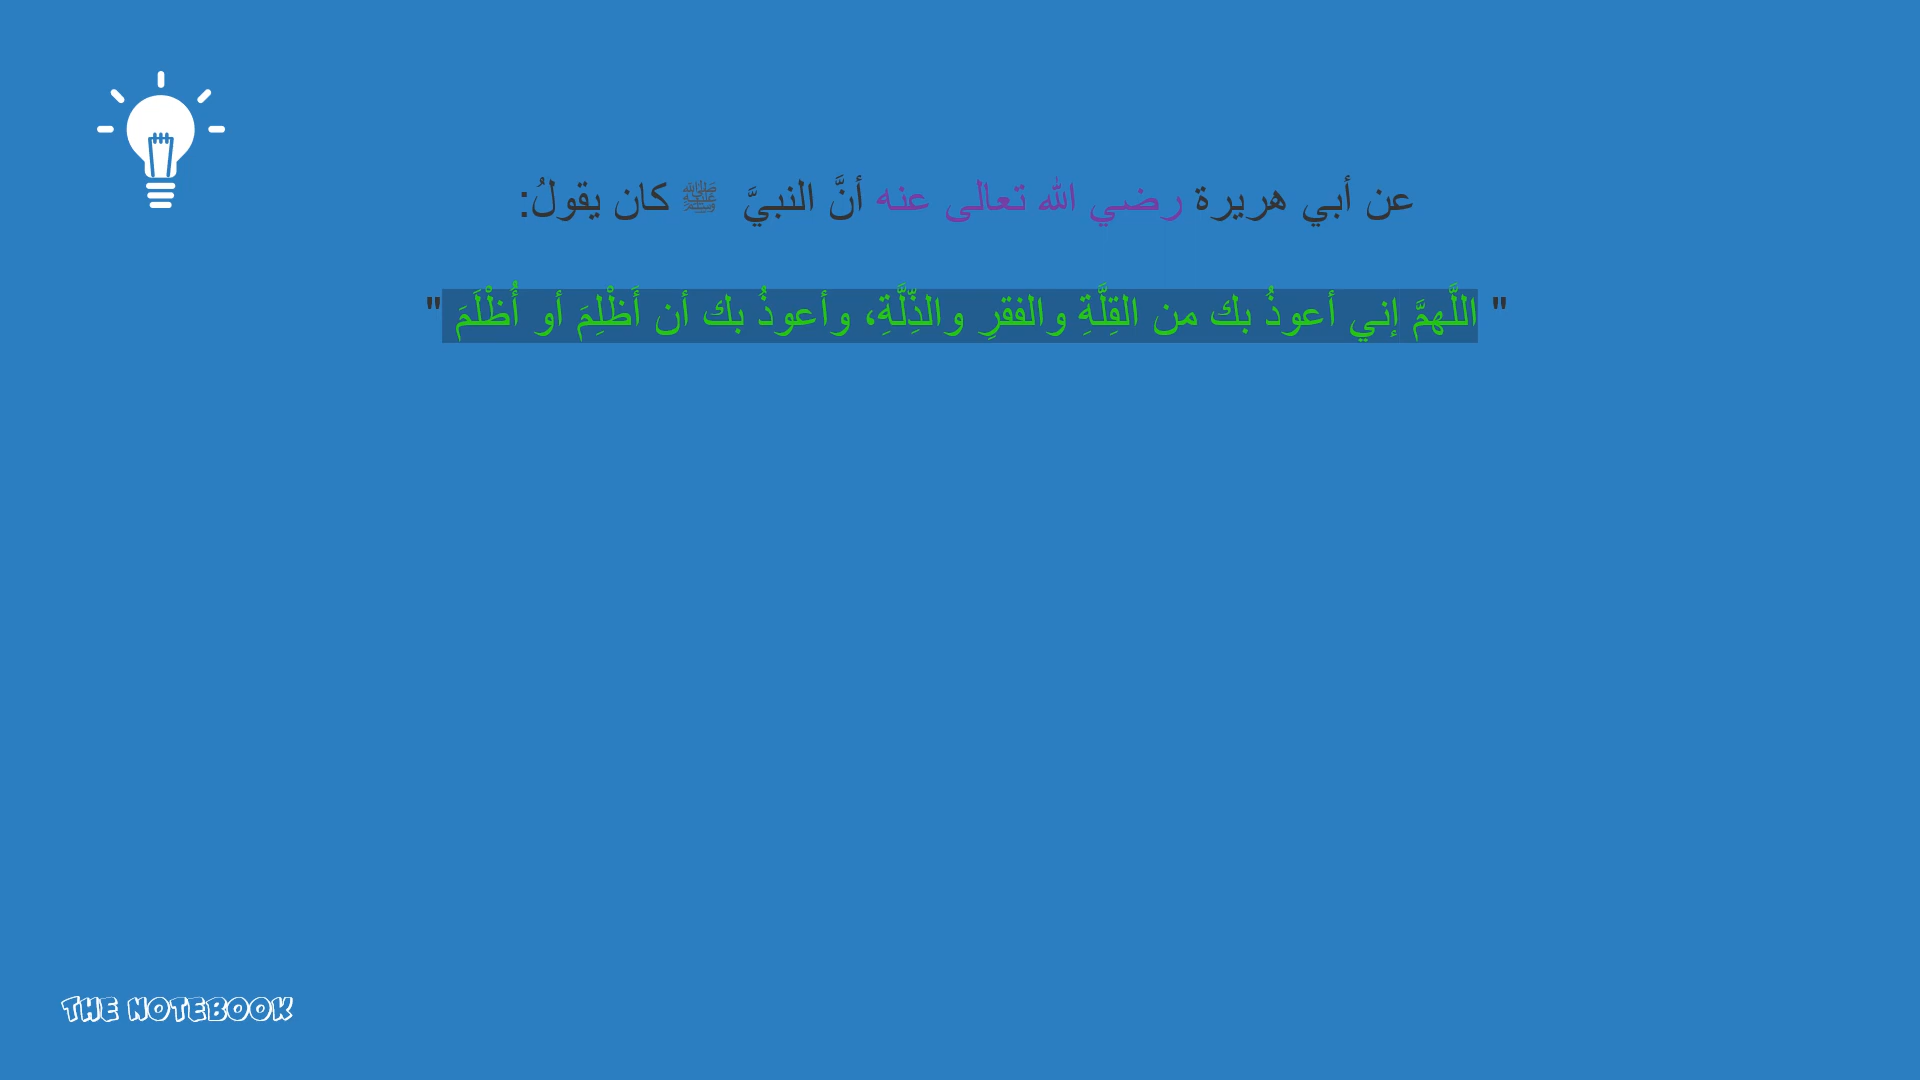 عن أبي هريرة رضي الله تعالى عنه أنَّ النبيَّ ﷺ كان يقولُ:
" اللَّهمَّ إني أعوذُ بك من القِلَّةِ والفقرِ والذِّلَّةِ، وأعوذُ بك أن أَظْلِمَ أو أُظْلَمَ "
THE NOTEBOOK